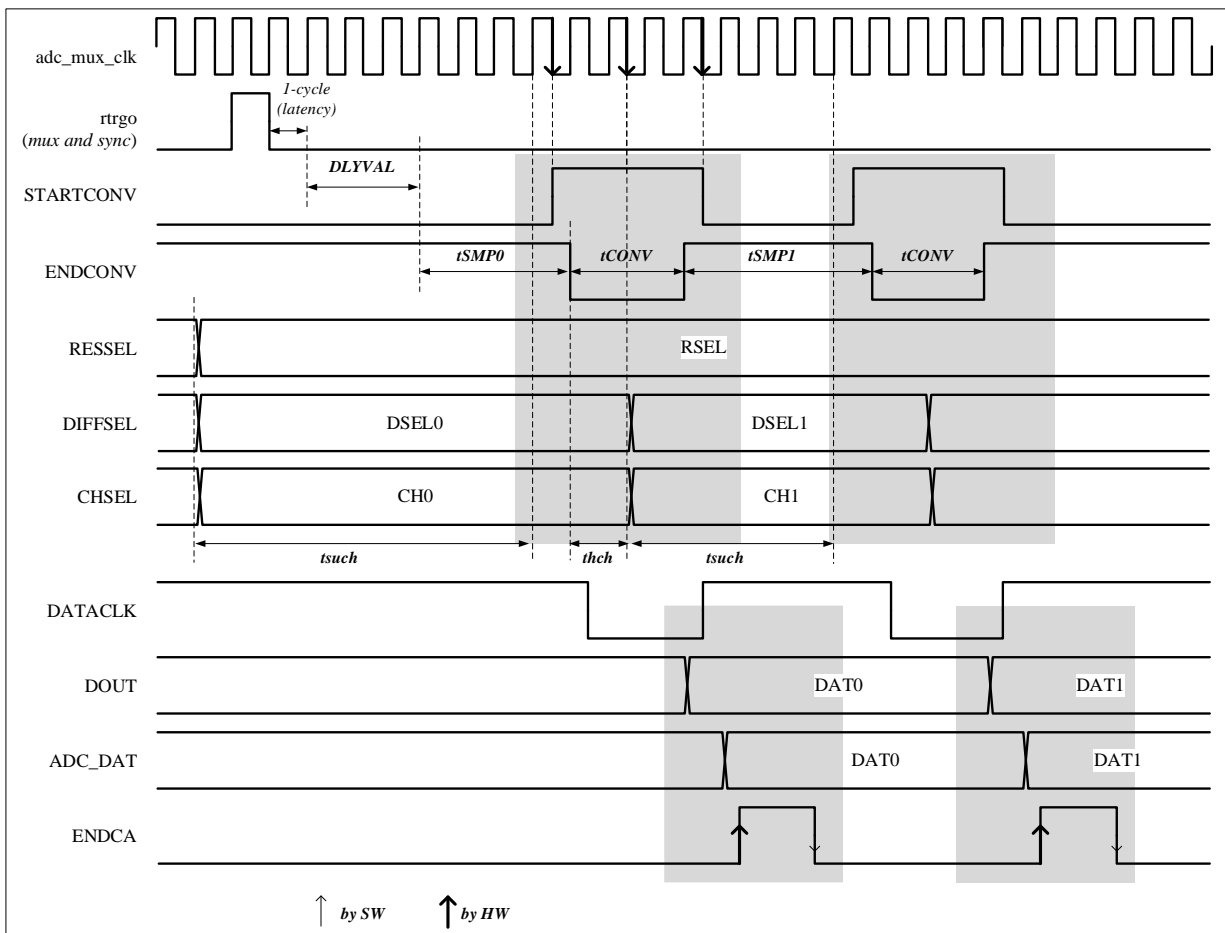 adc_mux_clk
1-cycle
(latency)
rtrgo
(mux and sync)
DLYVAL
STARTCONV
tSMP0
tCONV
tSMP1
tCONV
ENDCONV
RESSEL
RSEL
DIFFSEL
DSEL0
DSEL1
CHSEL
CH0
CH1
tsuch
thch
tsuch
DATACLK
DOUT
DAT0
DAT1
ADC_DAT
DAT0
DAT1
ENDCA
by SW
by HW